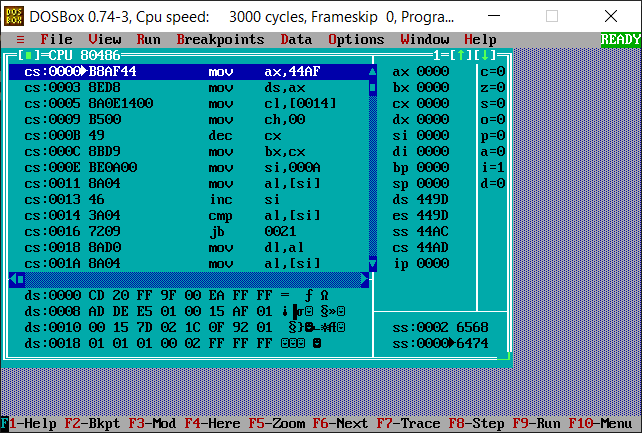 DOSBox 0.74-3, Cpu speed: 3000 cycles, Frameskip 0, Progra...
≡ File View Run Breakpoints Data Options Window Help READY
[■]=CPU 80486 1=[↑][↓]
cs:0000►B8AF44 mov ax,44AF ax 0000 c=0
cs:0003 8ED8 mov ds,ax bx 0000 z=0
cs:0005 8A0E1400 mov cl,[0014] cx 0000 s=0
cs:0009 B500 mov ch,00 dx 0000 o=0
cs:000B 49 dec cx si 0000 p=0
cs:000C 8BD9 mov bx,cx di 0000 a=0
cs:000E BE0A00 mov si,000A bp 0000 i=1
cs:0011 8A04 mov al,[si] sp 0000 d=0
cs:0013 46 inc si ds 449D
cs:0014 3A04 cmp al,[si] es 449D
cs:0016 7209 jb 0021 ss 44AC
cs:0018 8AD0 mov dl,al cs 44AD
cs:001A 8A04 mov al,[si] ip 0000
ds:0000 CD 20 FF 9F 00 EA FF FF = ƒ Ω
ds:0008 AD DE E5 01 00 15 AF 01
ds:0010 00 15 7D 02 1C 0F 92 01
ds:0018 01 01 01 00 02 FF FF FF
ss:0002 6568
ss:0000►6474
F1-Help F2-Bkpt F3-Mod F4-Here F5-Zoom F6-Next F7-Trace F8-Step F9-Run F10-Menu